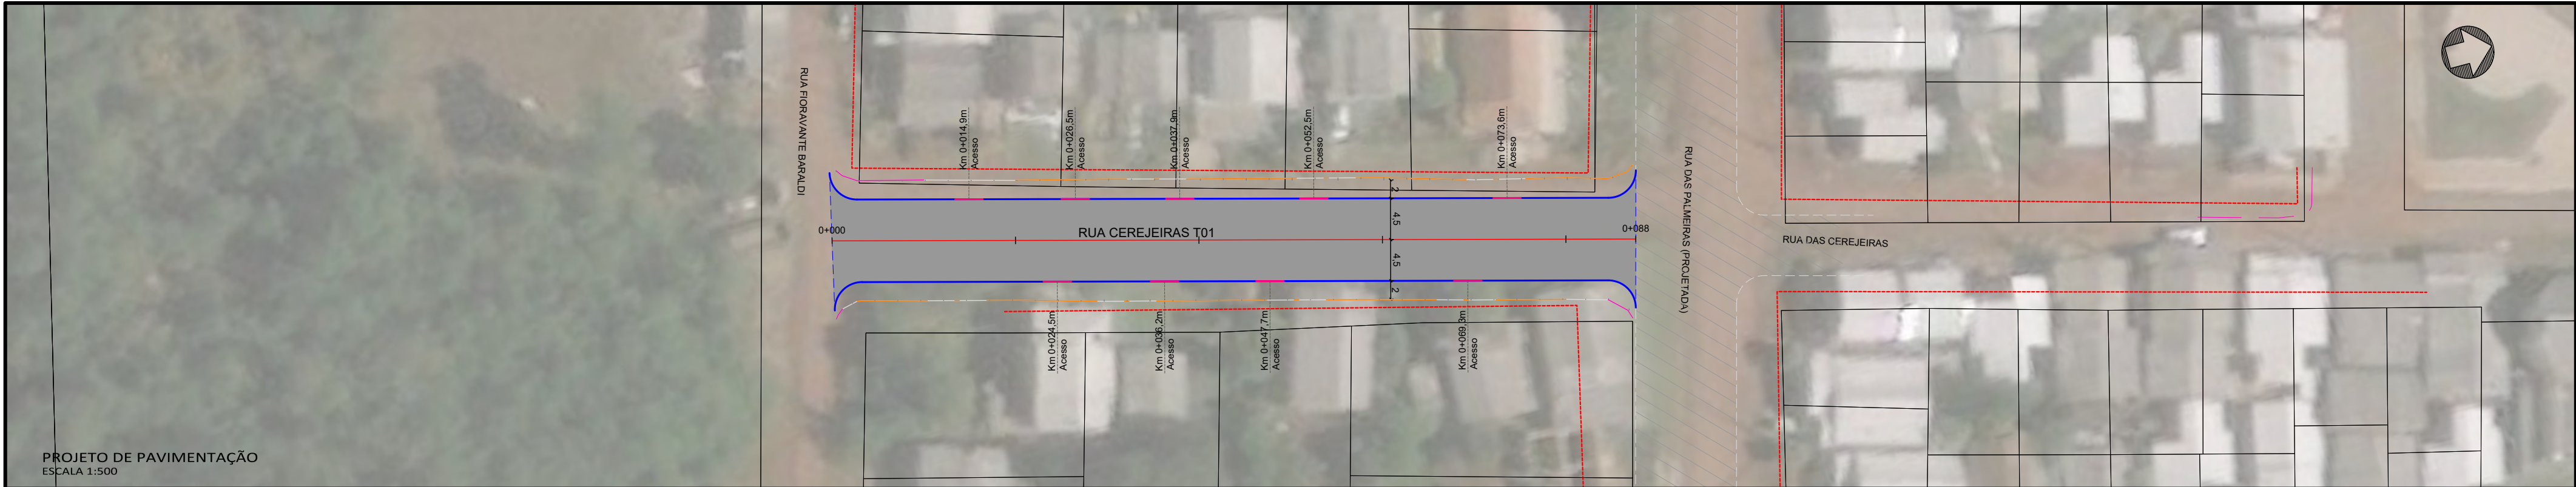 RUA FIORAVANTE BARALDI
Km 0+014,9m
Acesso
Km 0+026,5m
Acesso
Km 0+037,9m
Acesso
Km 0+052,5m
Acesso
Km 0+073,6m
Acesso
2
4,5
4,5
2
0+000
RUA CEREJEIRAS T01
0+088
RUA DAS PALMEIRAS (PROJETADA)
RUA DAS CEREJEIRAS
Km 0+024,5m
Acesso
Km 0+036,2m
Acesso
Km 0+047,7m
Acesso
Km 0+069,3m
Acesso
PROJETO DE PAVIMENTAÇÃO
ESCALA 1:500